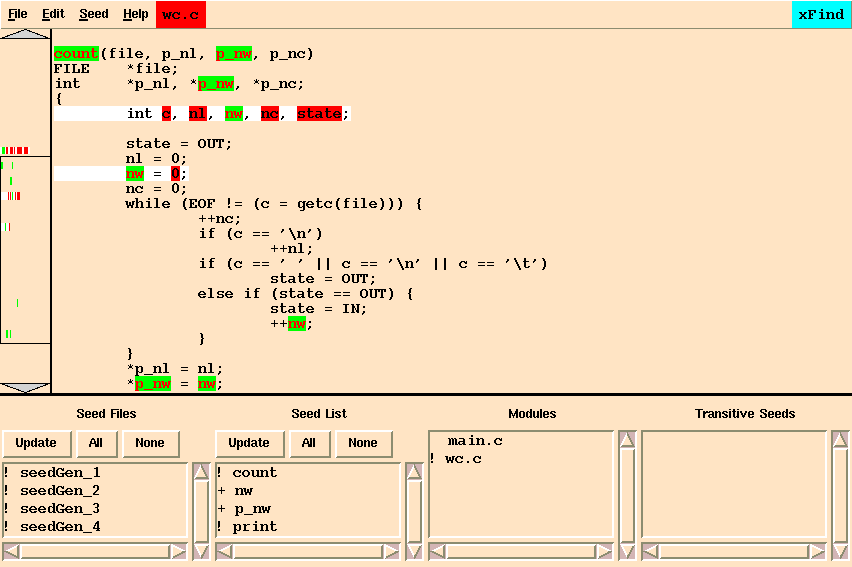 File Edit Seed Help wc.c xFind
count(file, p_nl, p_nw, p_nc)
FILE    *file;
int     *p_nl, *p_nw, *p_nc;
{
        int c, nl, nw, nc, state;
        state = OUT;
        nl = 0;
        nw = 0;
        nc = 0;
        while (EOF != (c = getc(file))) {
                ++nc;
                if (c == '\n')
                        ++nl;
                if (c == ' ' || c == '\n' || c == '\t')
                        state = OUT;
                else if (state == OUT) {
                        state = IN;
                        ++nw;
                }
        }
        *p_nl = nl;
        *p_nw = nw;
Seed Files
Update All None
! seedGen_1
! seedGen_2
! seedGen_3
! seedGen_4
Seed List
Update All None
! count
+ nw
+ p_nw
! print
Modules
  main.c
! wc.c
Transitive Seeds